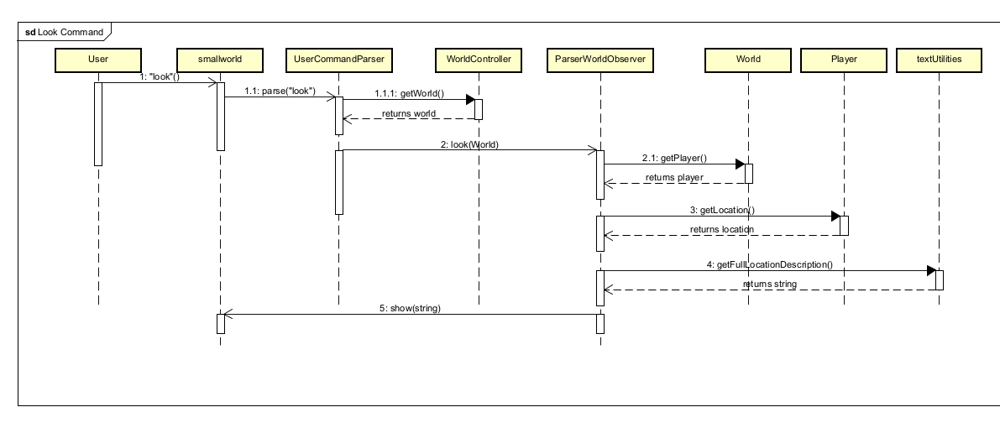 sd Look Command
User
smallworld
UserCommandParser
WorldController
ParserWorldObserver
World
Player
textUtilities
1: "look"()
1.1: parse("look")
1.1.1: getWorld()
returns world
2: look(World)
2.1: getPlayer()
returns player
3: getLocation()
returns location
4: getFullLocationDescription()
returns string
5: show(string)